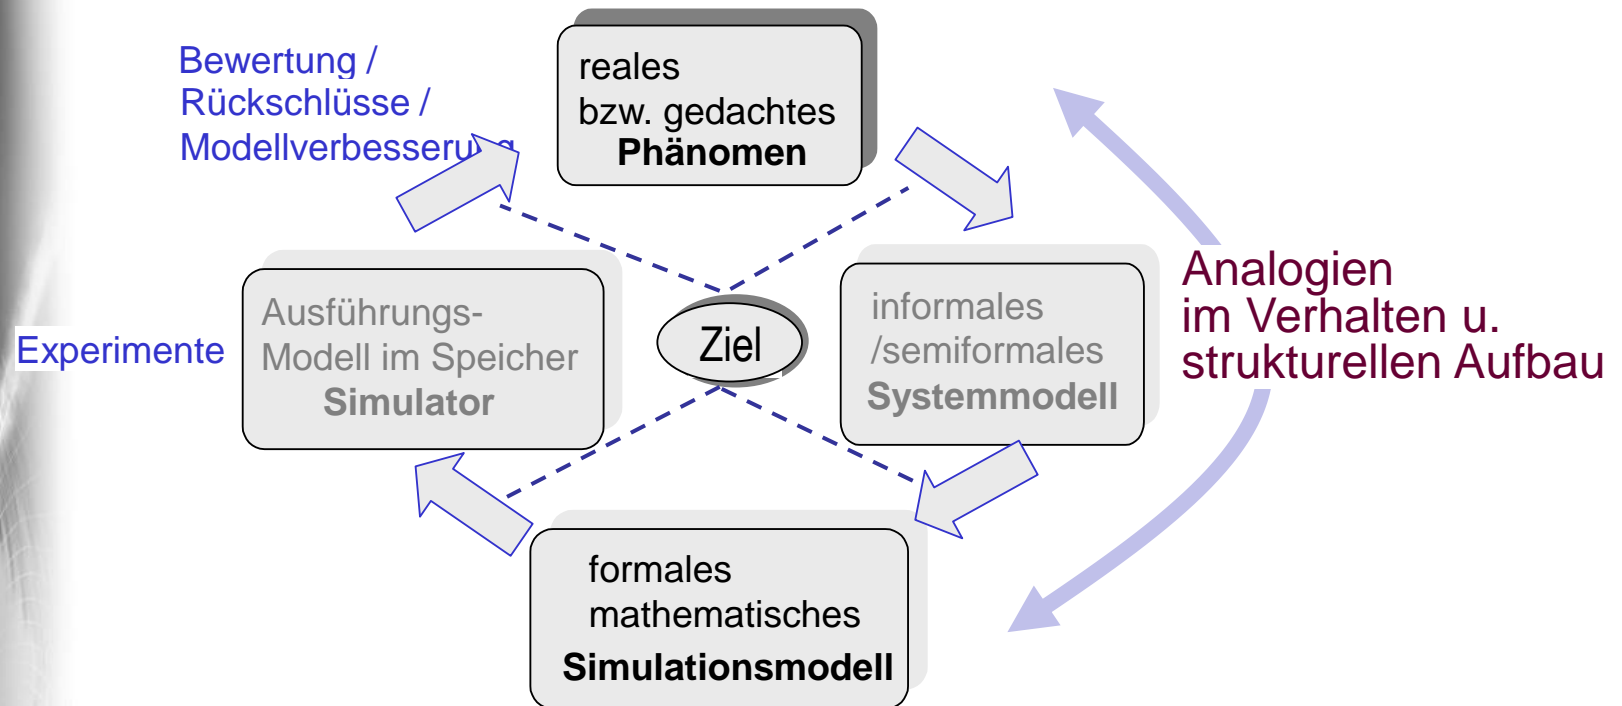 Bewertung /
Rückschlüsse /
Modellverbesserung
reales
bzw. gedachtes
Phänomen
Analogien
im Verhalten u.
strukturellen Aufbau
informales
/semiformales
Systemmodell
Ziel
Ausführungs-
Modell im Speicher
Simulator
Experimente
formales
mathematisches
Simulationsmodell